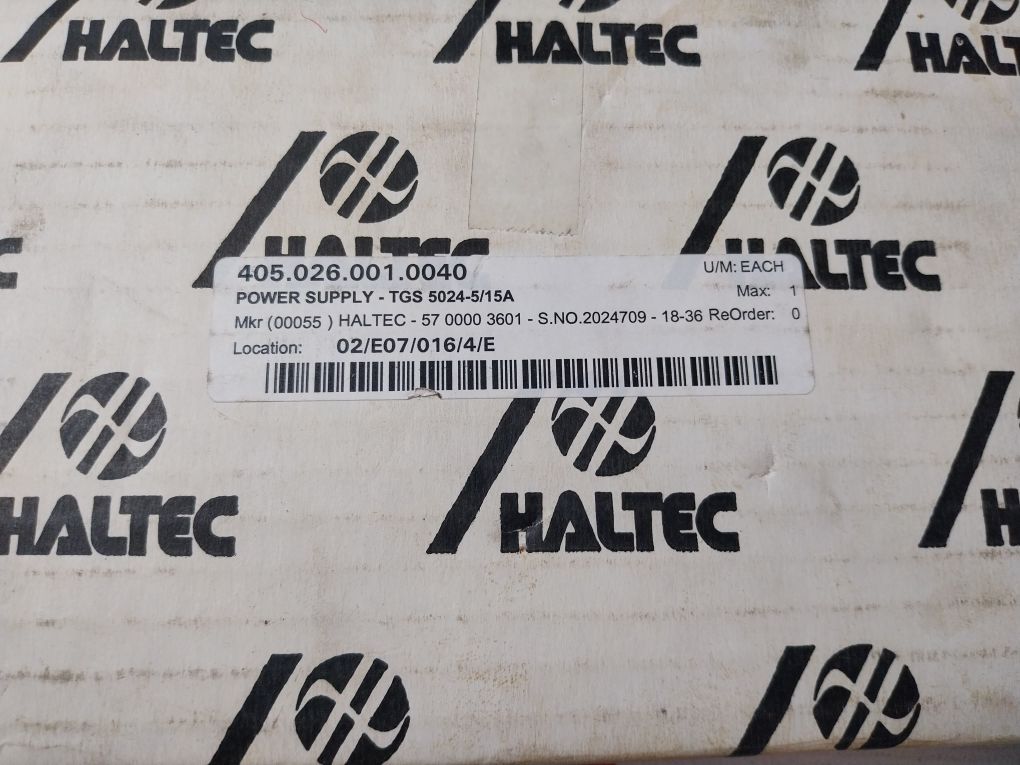 HALTEC HALTEC HALTEC
HALTEC HALTEC
405.026.001.0040 U/M: EACH
POWER SUPPLY - TGS 5024-5/15A Max: 1
Mkr (00055 ) HALTEC - 57 0000 3601 - S.NO.2024709 - 18-36 ReOrder: 0
Location: 02/E07/016/4/E
HALTEC HALTEC